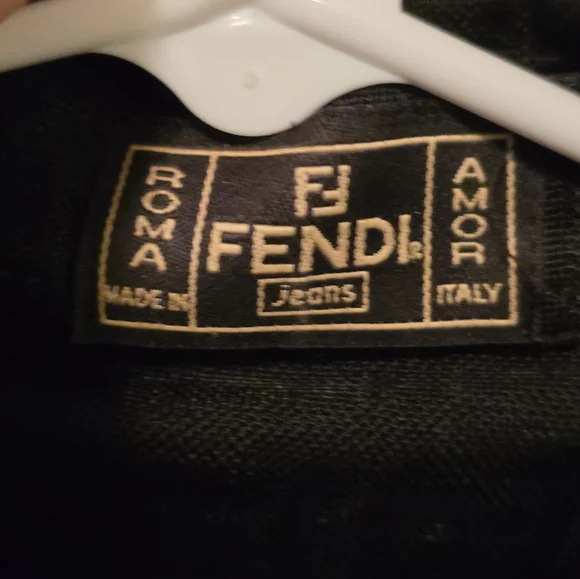 ROMA
MADE IN
FF
FENDI®
Jeans
AMOR
ITALY